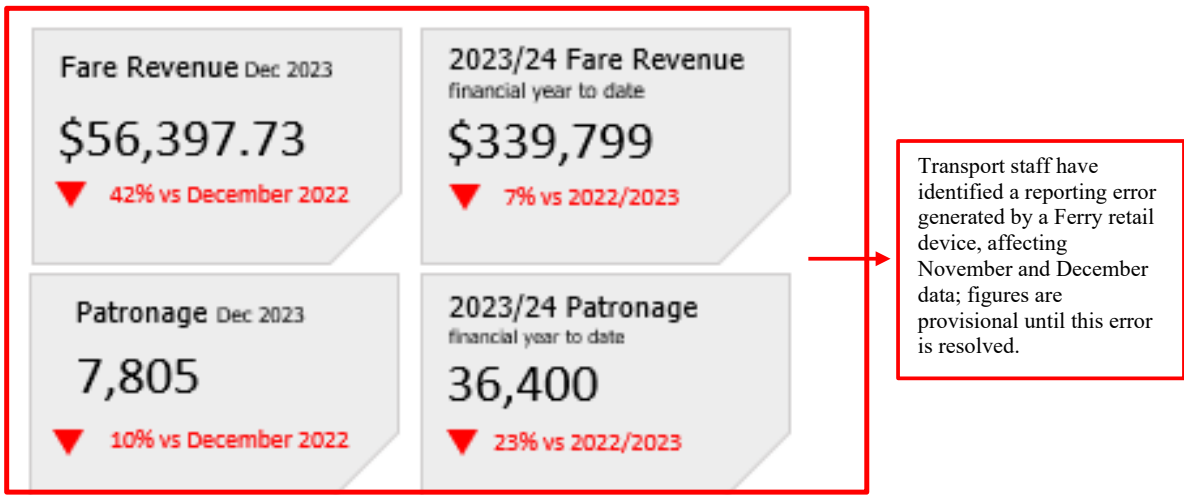 Fare Revenue Dec 2023
$56,397.73
42% vs December 2022
2023/24 Fare Revenue
financial year to date
$339,799
7% vs 2022/2023
Patronage Dec 2023
7,805
10% vs December 2022
2023/24 Patronage
financial year to date
36,400
23% vs 2022/2023
Transport staff have
identified a reporting error
generated by a Ferry retail
device, affecting
November and December
data; figures are
provisional until this error
is resolved.